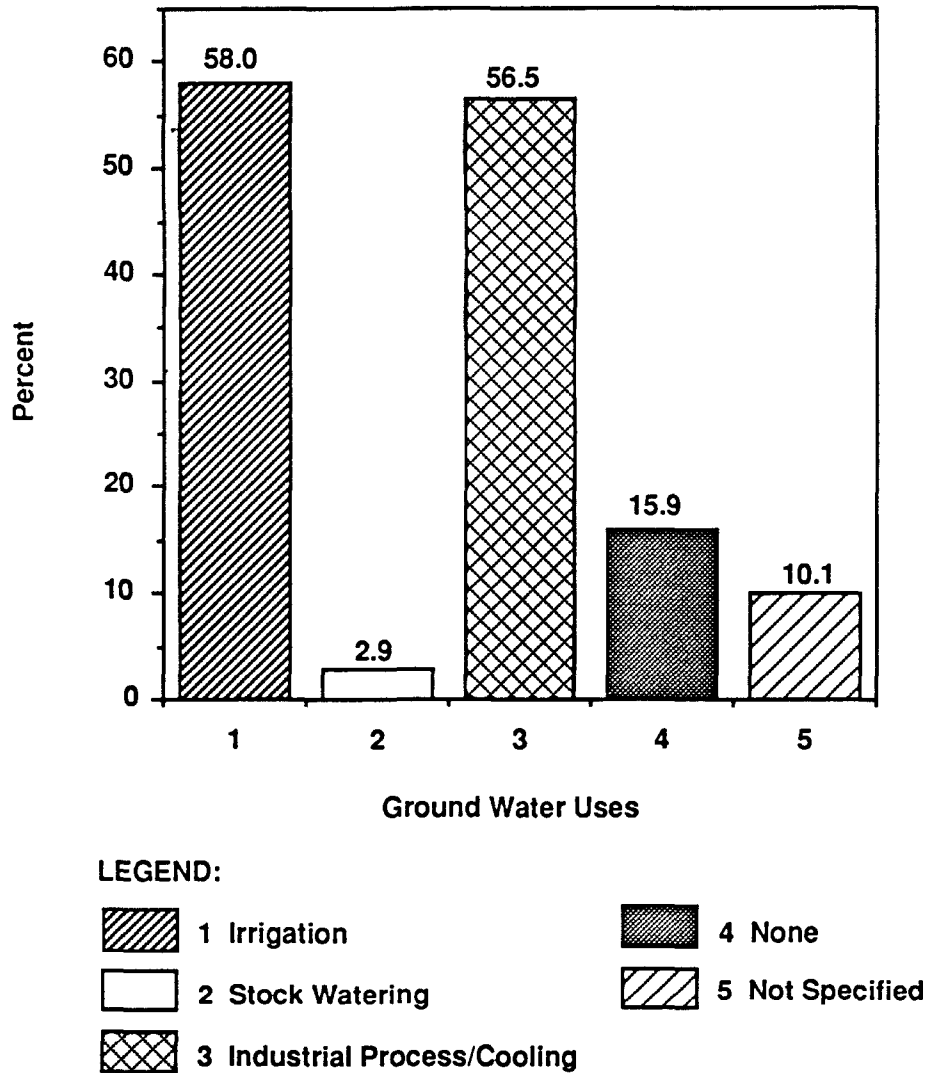 60
50
40
30
20
10
0
Percent
58.0
2.9
56.5
15.9
10.1
1 2 3 4 5
Ground Water Uses
LEGEND:
1 Irrigation
2 Stock Watering
3 Industrial Process/Cooling
4 None
5 Not Specified